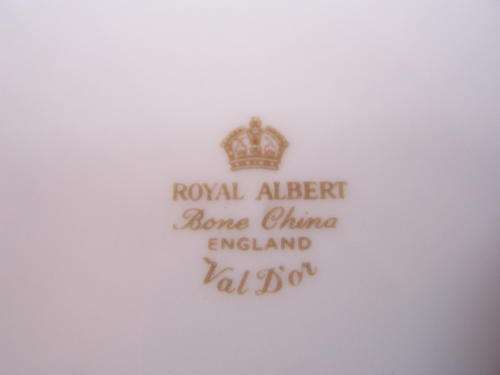 ROYAL ALBERT
Bone China
ENGLAND
Val D'or